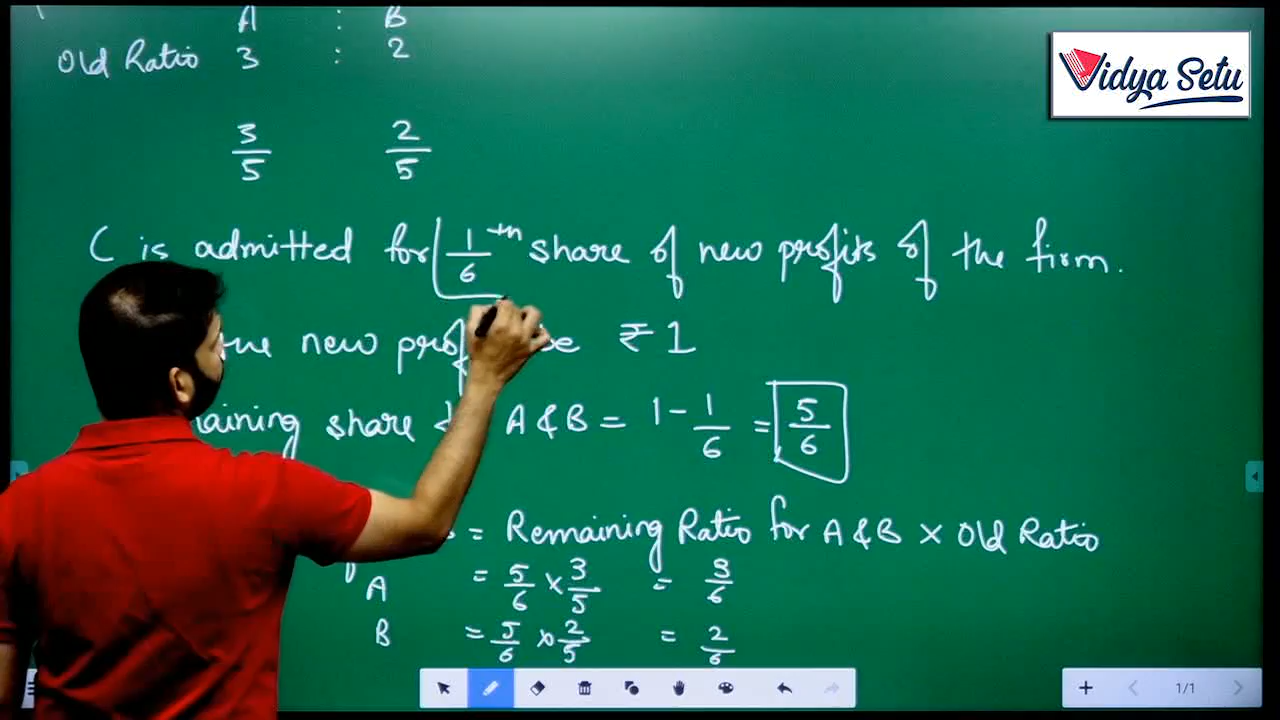 A : B
Vidya Setu
Old Ratio 3 : 2
3/5 2/5
C is admitted for 1/6 th share of new profits of the firm.
new be ₹ 1
share A & B = 1 - 1/6 = 5/6
= Remaining Ratio for A & B × Old Ratio
A = 5/6 × 3/5 = 3/6
B = 5/6 × 2/5 = 2/6
1/1